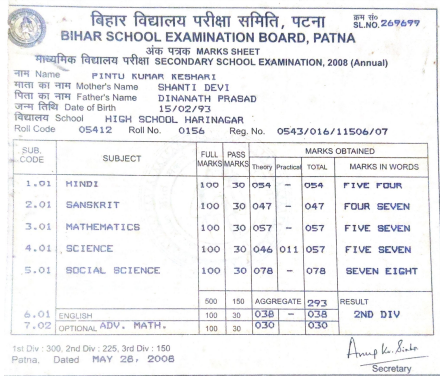 बिहार विद्यालय परीक्षा समिति, पटना
क्रम सं०
SL.NO. 269699
BIHAR SCHOOL EXAMINATION BOARD, PATNA
अंक पत्रक MARKS SHEET
माध्यमिक विद्यालय परीक्षा SECONDARY SCHOOL EXAMINATION, 2008 (Annual)
नाम Name PINTU KUMAR KESHARI
माता का नाम Mother's Name SHANTI DEVI
पिता का नाम Father's Name DINANATH PRASAD
जन्म तिथि Date of Birth 15/02/93
विद्यालय School HIGH SCHOOL HARINAGAR
Roll Code 05412 Roll No. 0156 Reg. No. 0543/016/11506/07
SUB. CODE SUBJECT FULL MARKS PASS MARKS MARKS OBTAINED
Theory Practical TOTAL MARKS IN WORDS
1.01 HINDI 100 30 054 - 054 FIVE FOUR
2.01 SANSKRIT 100 30 047 - 047 FOUR SEVEN
3.01 MATHEMATICS 100 30 057 - 057 FIVE SEVEN
4.01 SCIENCE 100 30 046 011 057 FIVE SEVEN
5.01 SOCIAL SCIENCE 100 30 078 - 078 SEVEN EIGHT
500 150 AGGREGATE 293 RESULT
6.01 ENGLISH 100 30 038 - 038 2ND DIV
7.02 OPTIONAL ADV. MATH. 100 30 030 030
1st Div : 300, 2nd Div : 225, 3rd Div : 150
Patna. Dated MAY 28, 2008
Secretary